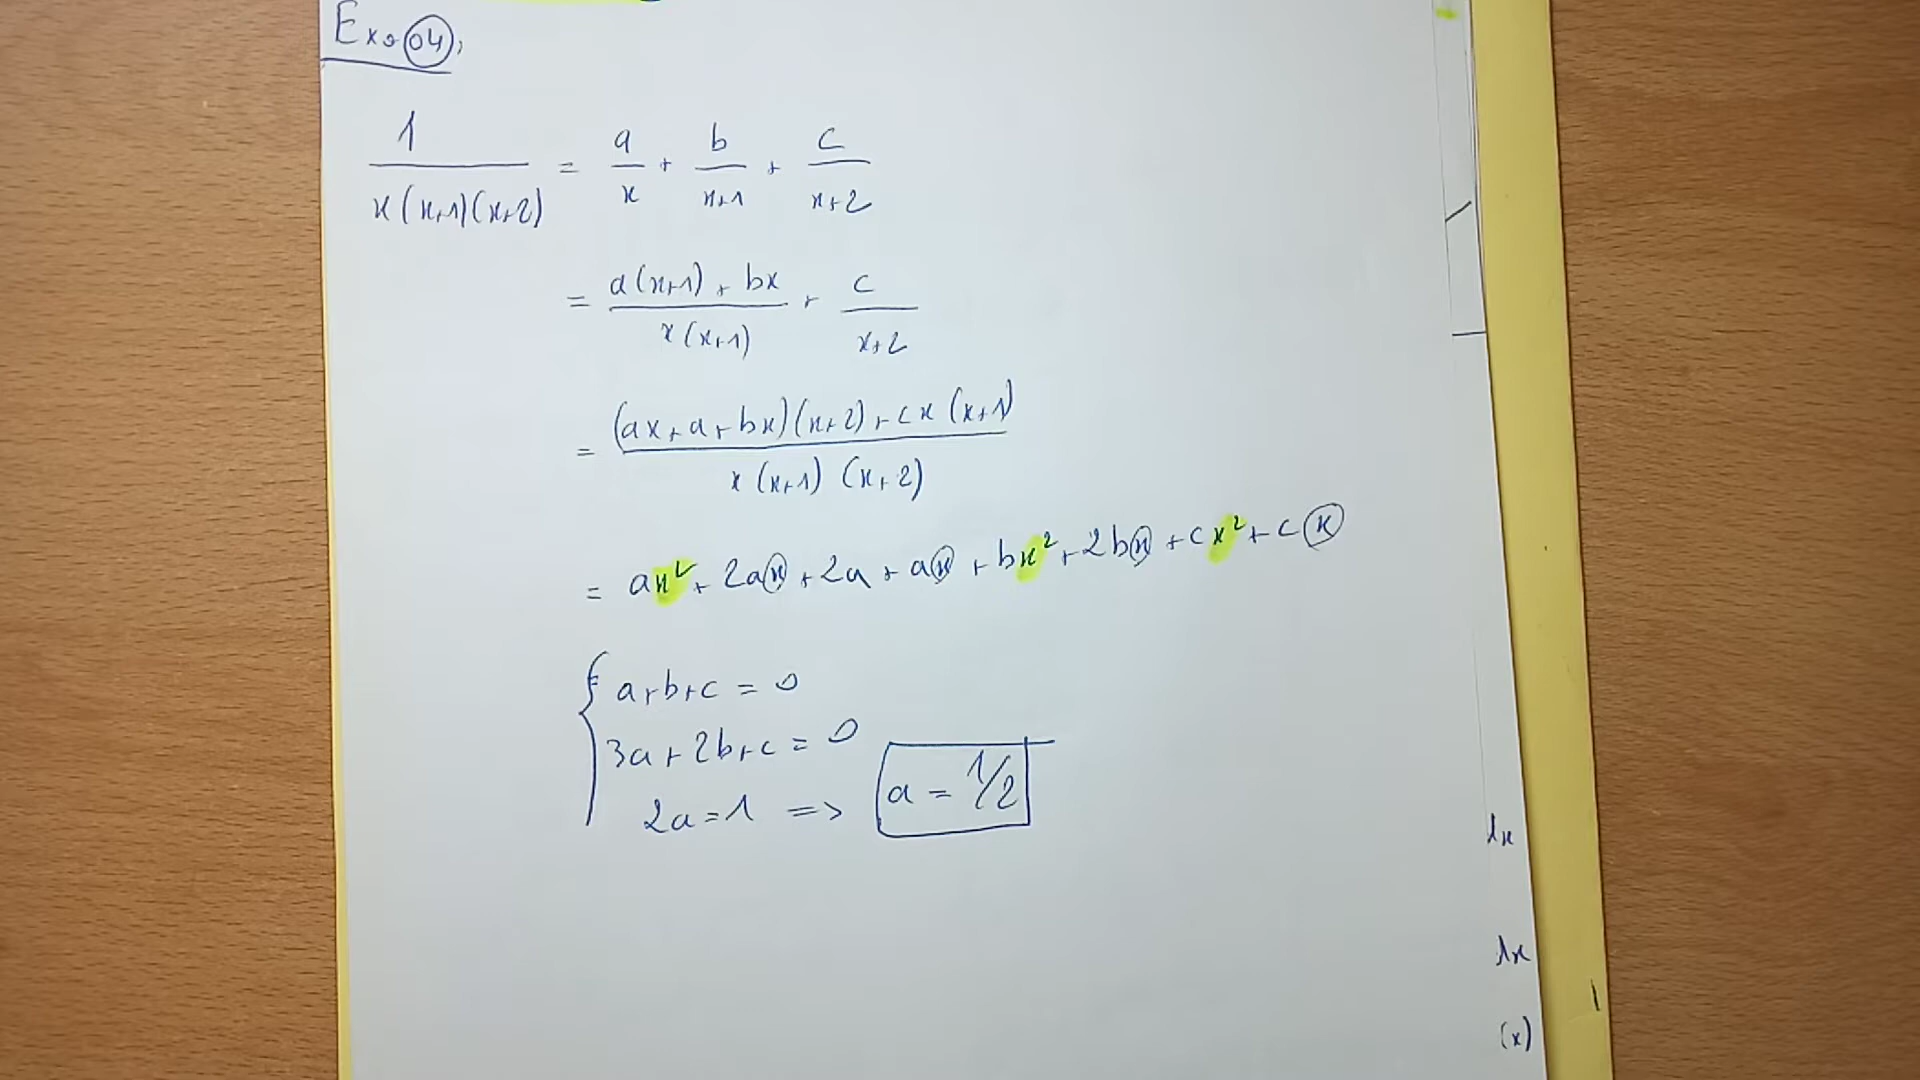 Exo 04,
1/(x(x+1)(x+2)) = a/x + b/(x+1) + c/(x+2)
= (a(x+1) + bx)/(x(x+1)) + c/(x+2)
= ((ax+a+bx)(x+2) + cx(x+1))/(x(x+1)(x+2))
= ax² + 2ax + 2a + ax + bx² + 2bx + cx² + cx
{ a+b+c = 0
3a + 2b + c = 0
2a = 1 => a = 1/2
(x)